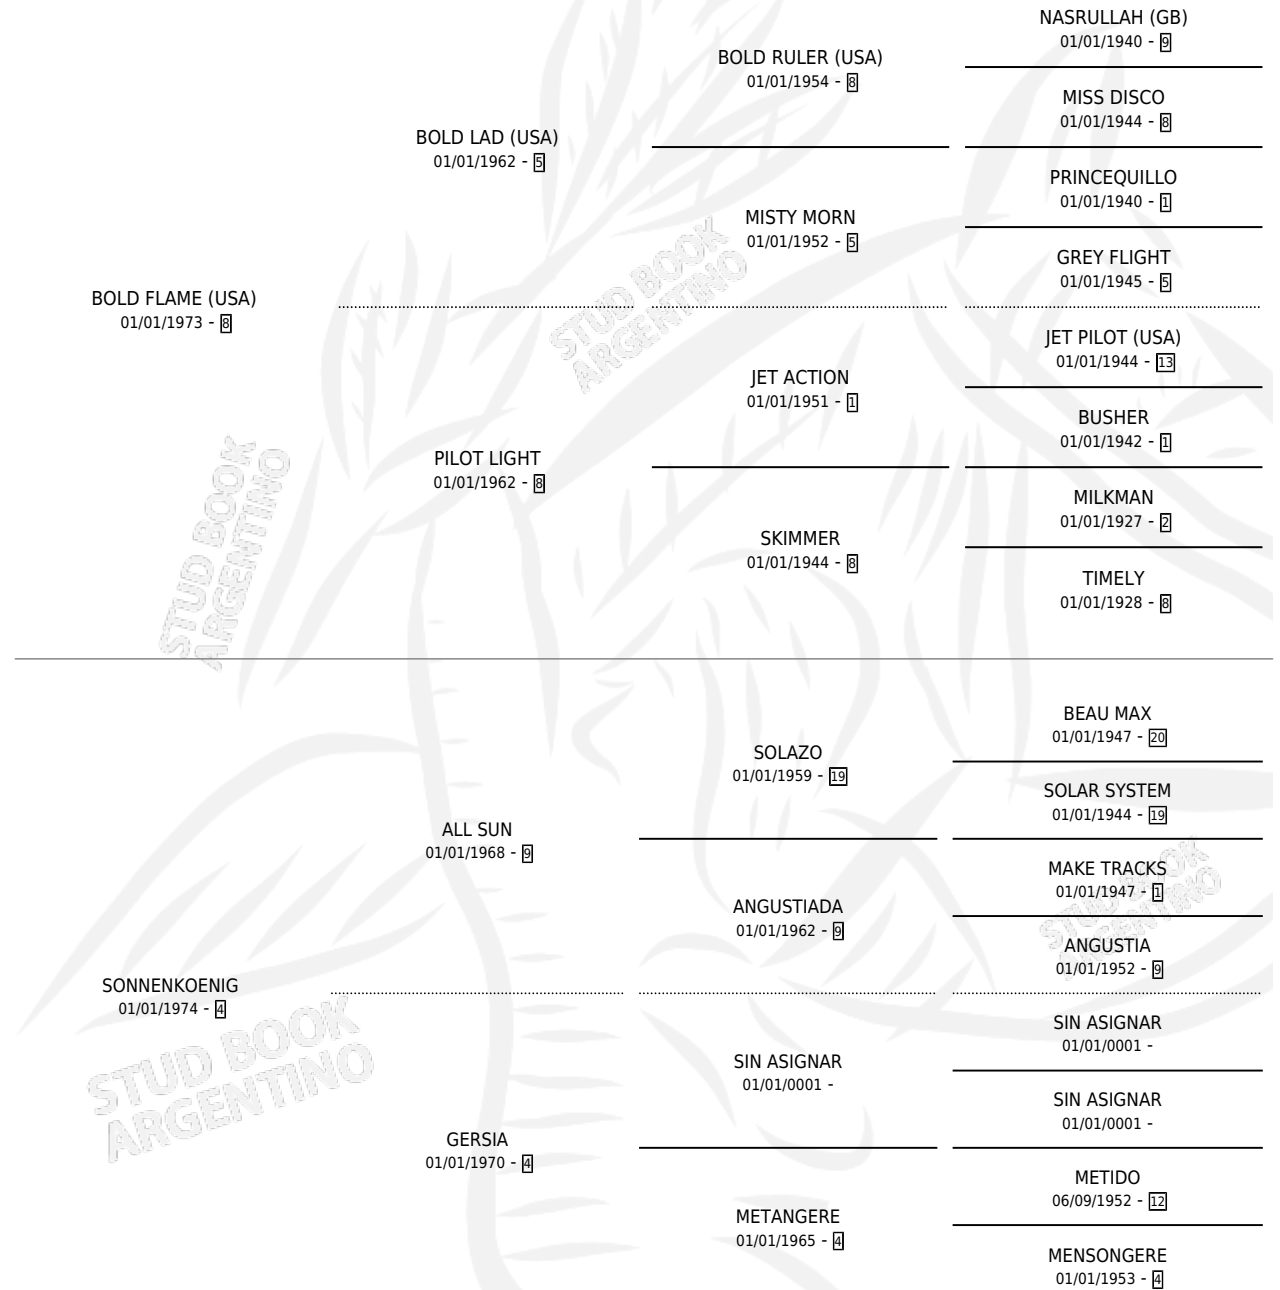 NASRULLAH (GB)
01/01/1940 - 9
BOLD RULER (USA)
01/01/1954 - 8
MISS DISCO
01/01/1944 - 8
BOLD LAD (USA)
01/01/1962 - 5
PRINCEQUILLO
01/01/1940 - 1
MISTY MORN
01/01/1952 - 5
GREY FLIGHT
01/01/1945 - 5
BOLD FLAME (USA)
01/01/1973 - 8
JET PILOT (USA)
01/01/1944 - 13
JET ACTION
01/01/1951 - 1
BUSHER
01/01/1942 - 1
PILOT LIGHT
01/01/1962 - 8
MILKMAN
01/01/1927 - 2
SKIMMER
01/01/1944 - 8
TIMELY
01/01/1928 - 8
BEAU MAX
01/01/1947 - 20
SOLAZO
01/01/1959 - 19
SOLAR SYSTEM
01/01/1944 - 19
ALL SUN
01/01/1968 - 9
MAKE TRACKS
01/01/1947 - 1
ANGUSTIADA
01/01/1962 - 9
ANGUSTIA
01/01/1952 - 9
SONNENKOENIG
01/01/1974 - 4
SIN ASIGNAR
01/01/0001 -
SIN ASIGNAR
01/01/0001 -
SIN ASIGNAR
01/01/0001 -
GERSIA
01/01/1970 - 4
METIDO
06/09/1952 - 12
METANGERE
01/01/1965 - 4
MENSONGERE
01/01/1953 - 4
STUD BOOK
ARGENTINO
STUD BOOK
ARGENTINO
STUD BOOK
ARGENTINO
STUD BOOK
ARGENTINO